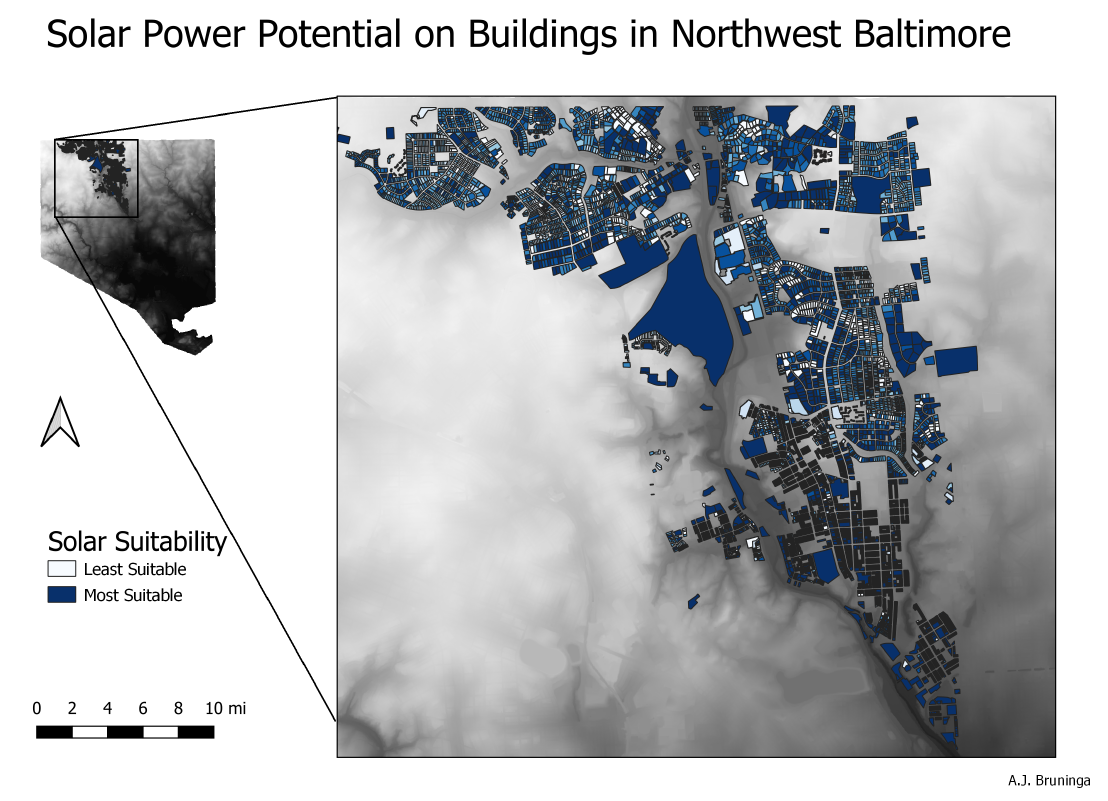 Solar Power Potential on Buildings in Northwest Baltimore
Solar Suitability
Least Suitable
Most Suitable
0 2 4 6 8 10 mi
A.J. Bruninga